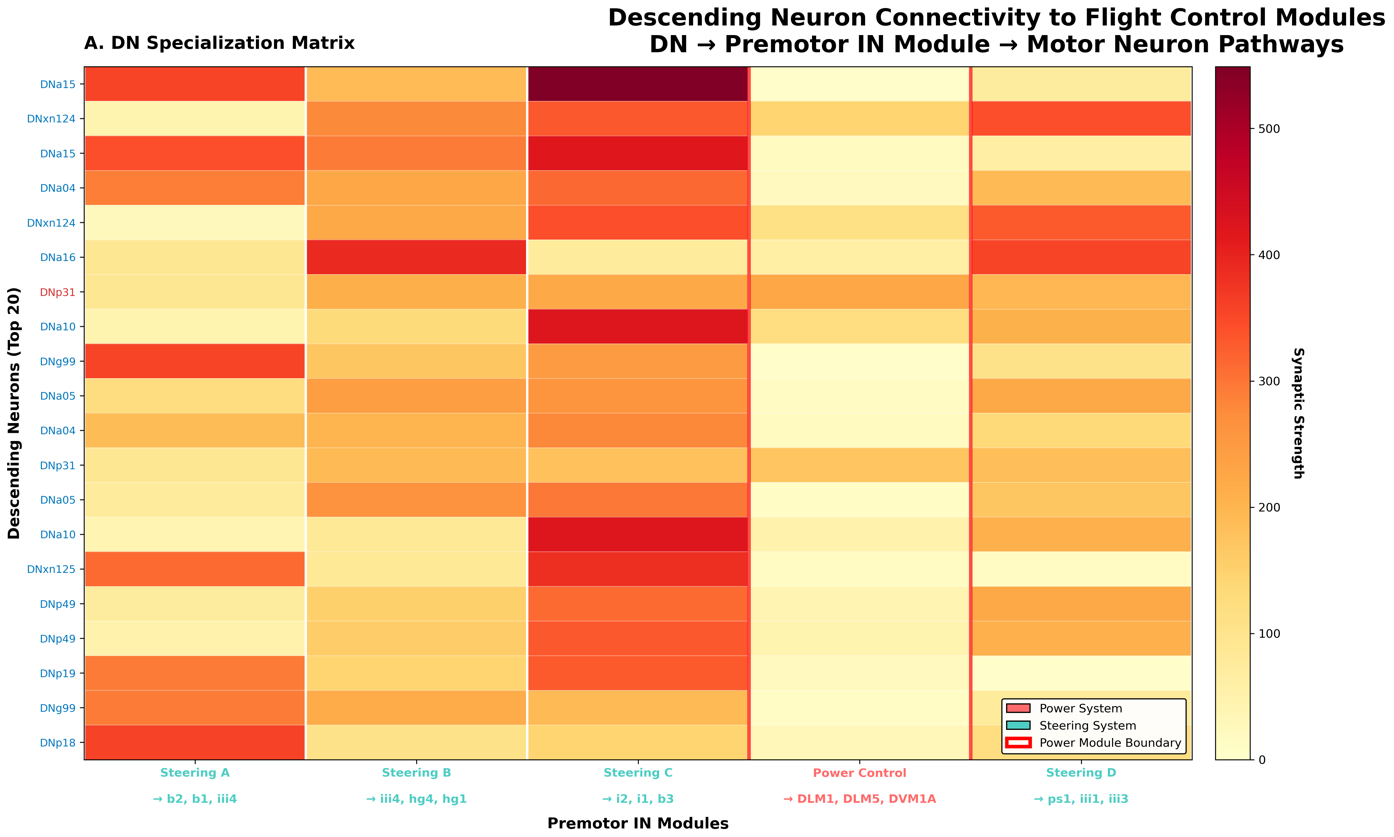 Descending Neuron Connectivity to Flight Control Modules
DN → Premotor IN Module → Motor Neuron Pathways
A. DN Specialization Matrix
Descending Neurons (Top 20)
DNa15
DNxn124
DNa15
DNa04
DNxn124
DNa16
DNp31
DNa10
DNg99
DNa05
DNa04
DNp31
DNa05
DNa10
DNxn125
DNp49
DNp49
DNp19
DNg99
DNp18
Power System
Steering System
Power Module Boundary
Steering A
→ b2, b1, iii4
Steering B
→ iii4, hg4, hg1
Steering C
→ i2, i1, b3
Power Control
→ DLM1, DLM5, DVM1A
Steering D
→ ps1, iii1, iii3
Premotor IN Modules
500
400
300
200
100
0
Synaptic Strength